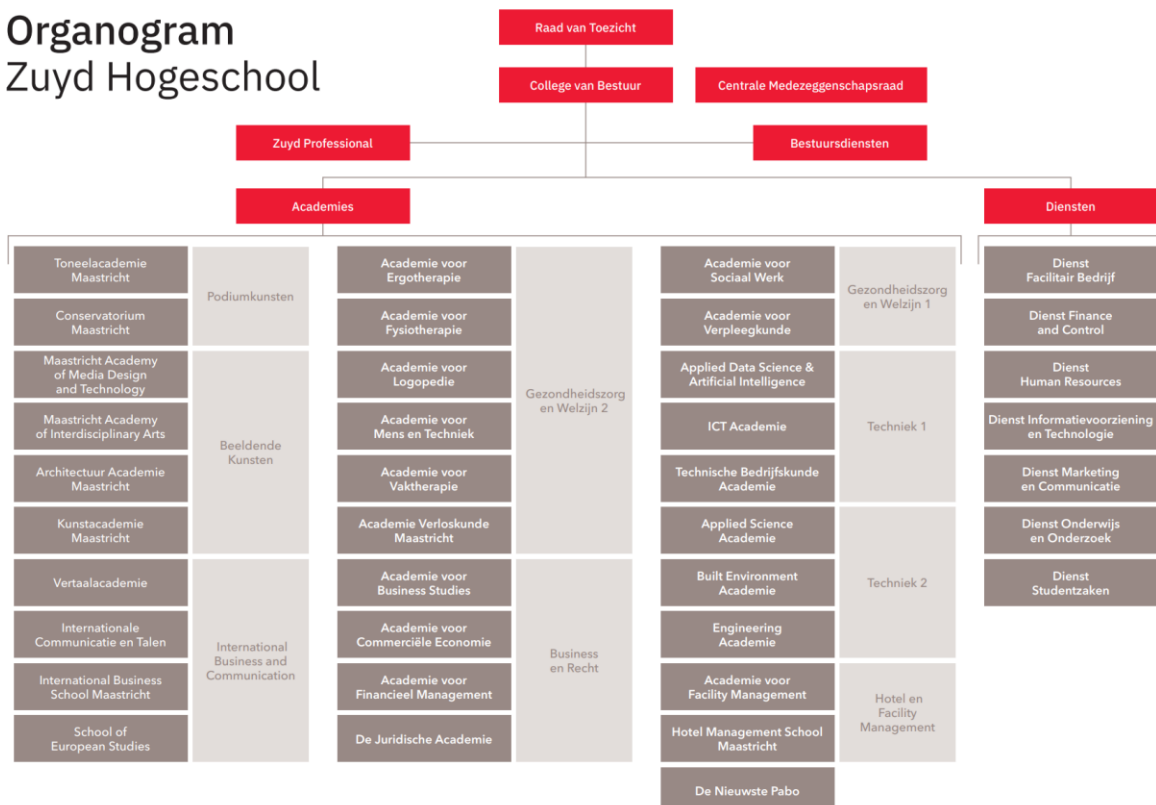 Organogram
Zuyd Hogeschool
Raad van Toezicht
College van Bestuur
Centrale Medezeggenschapsraad
Zuyd Professional
Bestuursdiensten
Academies
Diensten
Toneelacademie
Maastricht
Conservatorium
Maastricht
Podiumkunsten
Maastricht Academy
of Media Design
and Technology
Maastricht Academy
of Interdisciplinary Arts
Architectuur Academie
Maastricht
Kunstacademie
Maastricht
Beeldende
Kunsten
Vertaalacademie
Internationale
Communicatie en Talen
International Business
School Maastricht
School of
European Studies
International
Business and
Communication
Academie voor
Ergotherapie
Academie voor
Fysiotherapie
Academie voor
Logopedie
Academie voor
Mens en Techniek
Academie voor
Vaktherapie
Academie Verloskunde
Maastricht
Gezondheidszorg
en Welzijn 2
Academie voor
Business Studies
Academie voor
Commerciële Economie
Academie voor
Financieel Management
De Juridische Academie
Business
en Recht
Academie voor
Sociaal Werk
Academie voor
Verpleegkunde
Gezondheidszorg
en Welzijn 1
Applied Data Science &
Artificial Intelligence
ICT Academie
Technische Bedrijfskunde
Academie
Techniek 1
Applied Science
Academie
Built Environment
Academie
Engineering
Academie
Techniek 2
Academie voor
Facility Management
Hotel Management School
Maastricht
Hotel en
Facility
Management
De Nieuwste Pabo
Dienst
Facilitair Bedrijf
Dienst Finance
and Control
Dienst
Human Resources
Dienst Informatievoorziening
en Technologie
Dienst Marketing
en Communicatie
Dienst Onderwijs
en Onderzoek
Dienst
Studentzaken